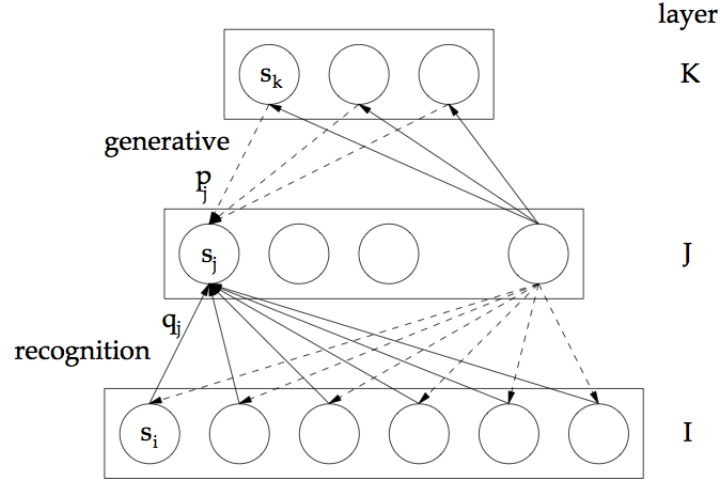 layer
s_k
K
generative
p_j
s_j
J
q_j
recognition
s_i
I